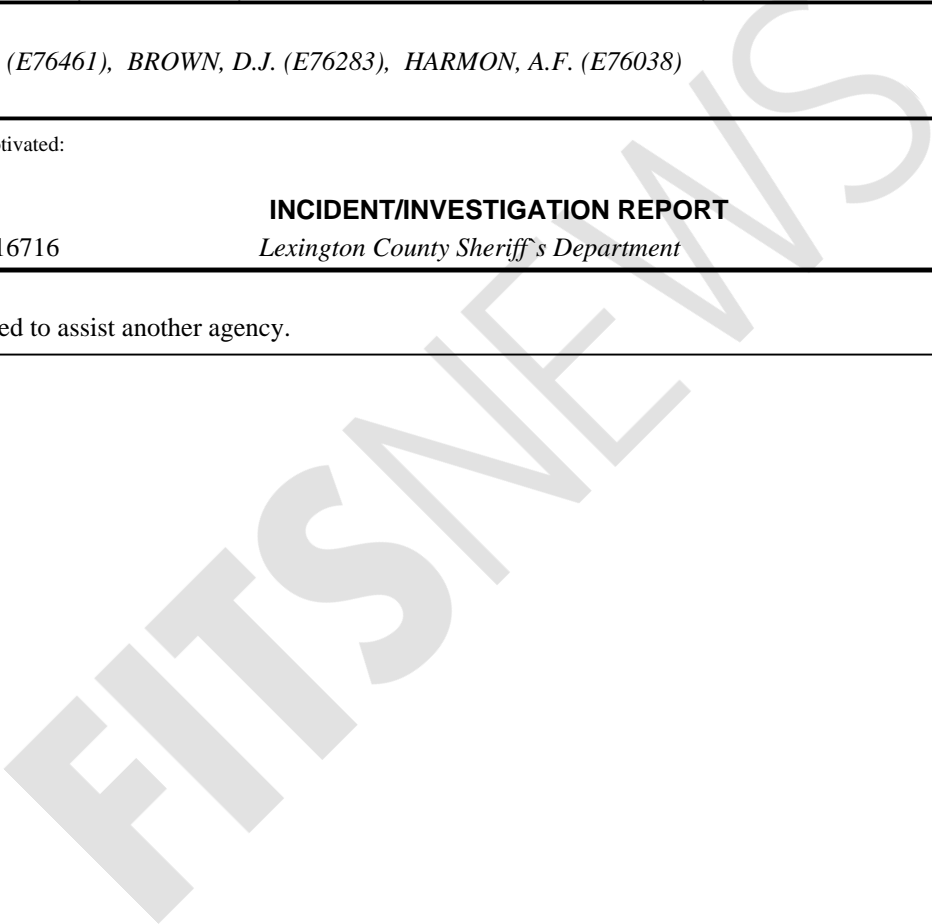 (E76461), BROWN, D.J. (E76283), HARMON, A.F. (E76038)
tivated:
INCIDENT/INVESTIGATION REPORT
16716 Lexington County Sheriff`s Department
ed to assist another agency.
FITSNEWS